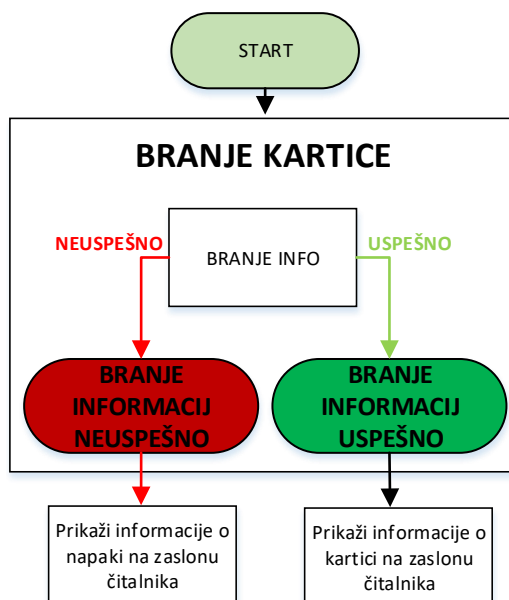 START
BRANJE KARTICE
NEUSPEŠNO
USPEŠNO
BRANJE INFO
BRANJE
INFORMACIJ
NEUSPEŠNO
BRANJE
INFORMACIJ
USPEŠNO
Prikaži informacije o
napaki na zaslonu
čitalnika
Prikaži informacije o
kartici na zaslonu
čitalnika